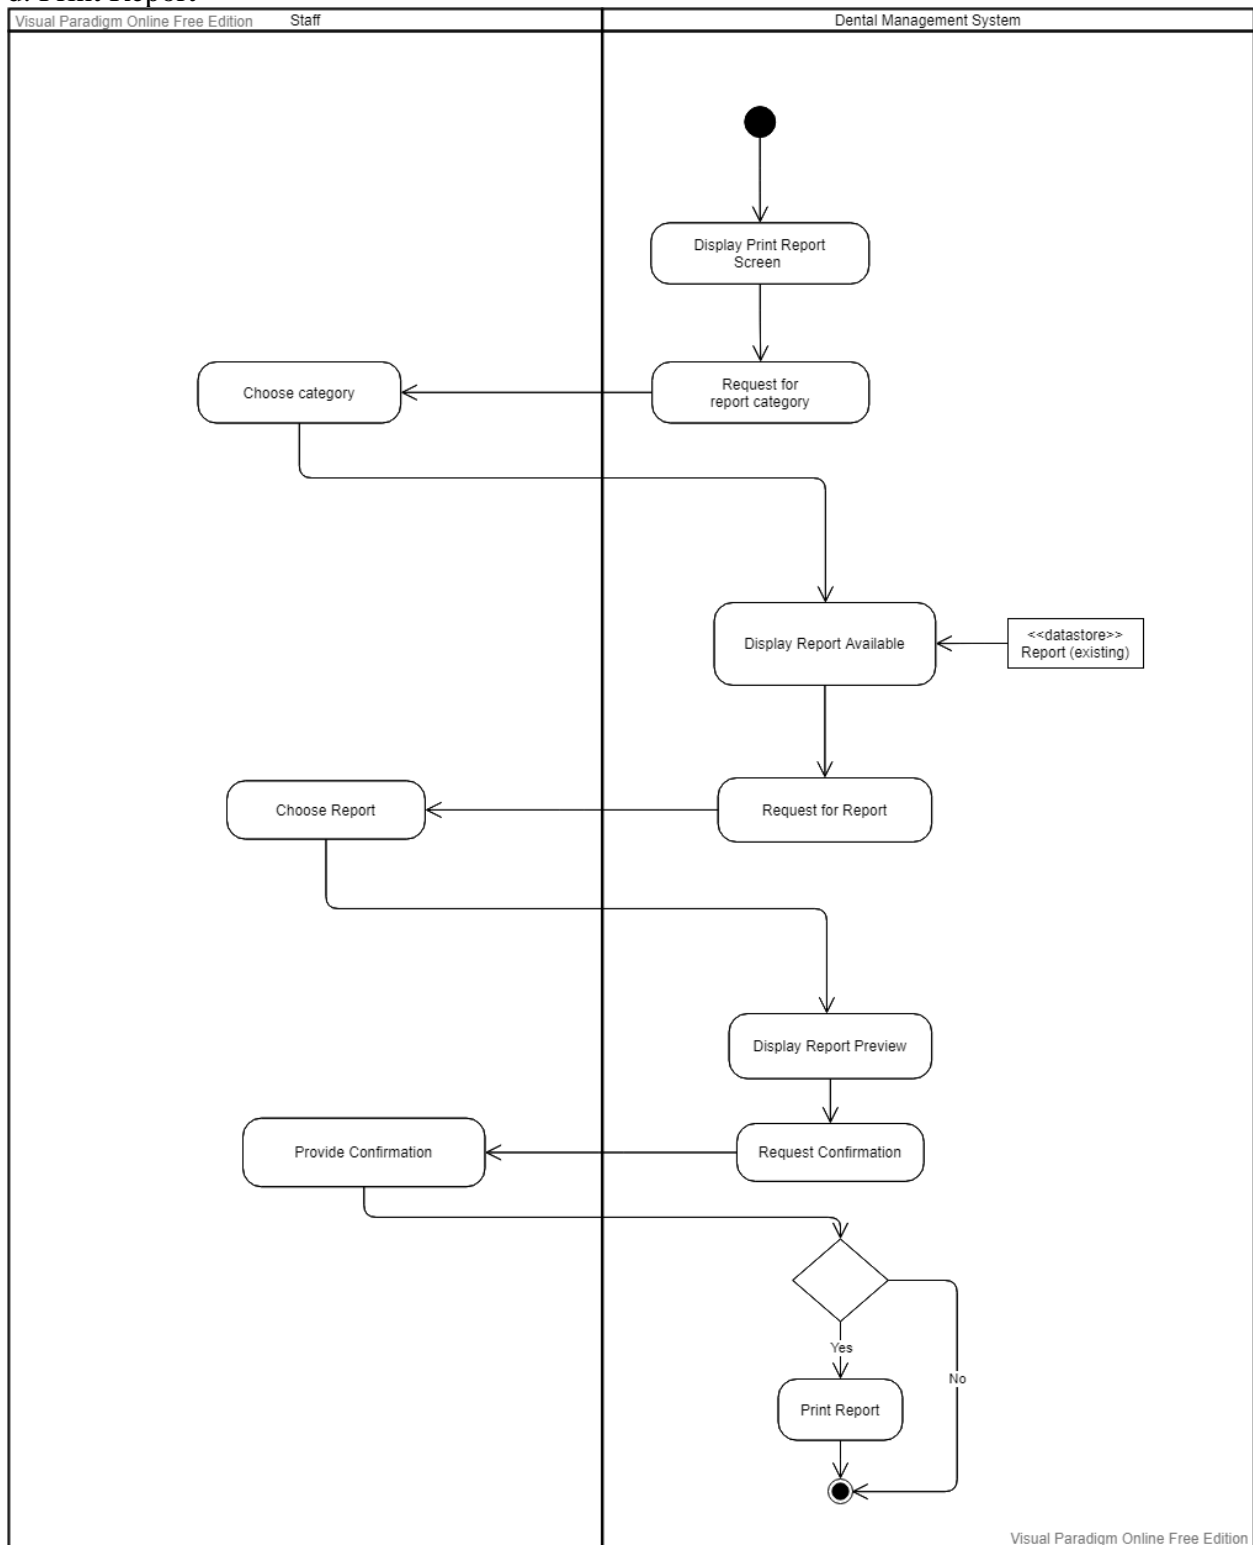 d. Print Report
Visual Paradigm Online Free Edition
Staff
Dental Management System
Display Print Report
Screen
Request for
report category
Choose category
Display Report Available
<<datastore>>
Report (existing)
Request for Report
Choose Report
Display Report Preview
Request Confirmation
Provide Confirmation
Yes
No
Print Report
Visual Paradigm Online Free Edition